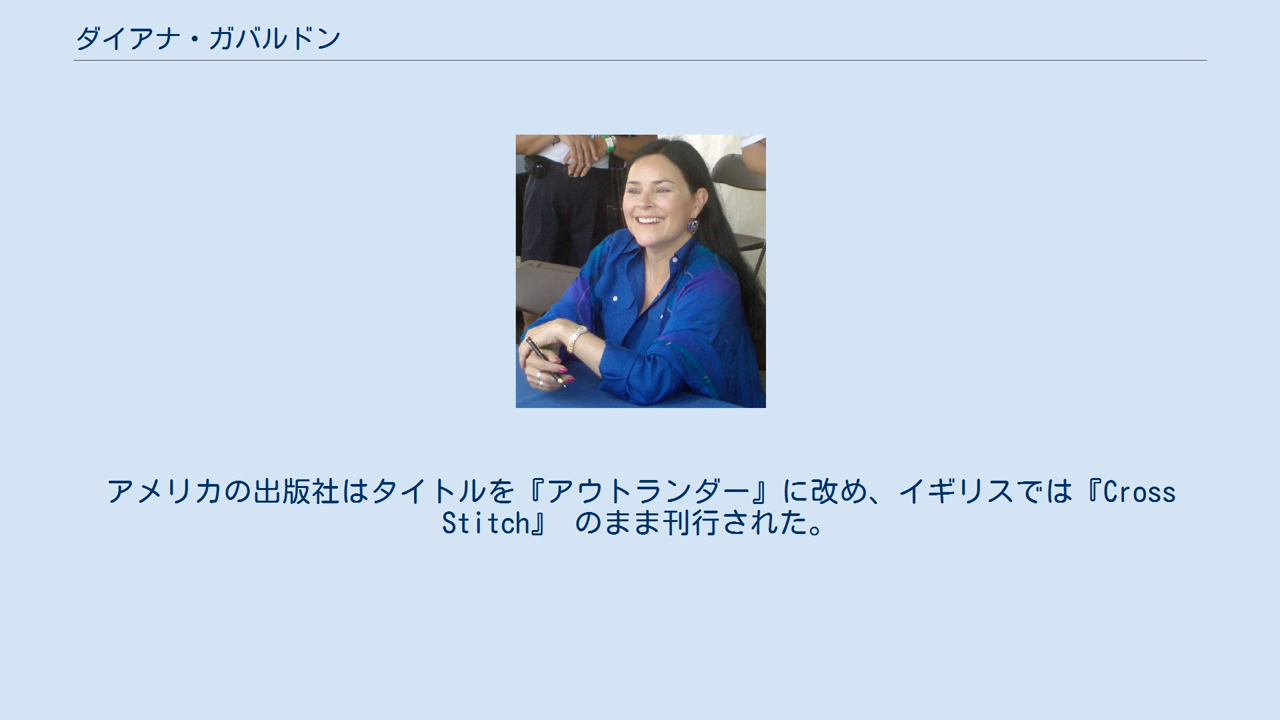 ダイアナ・ガバルドン
アメリカの出版社はタイトルを『アウトランダー』に改め、イギリスでは『Cross
Stitch』 のまま刊行された。